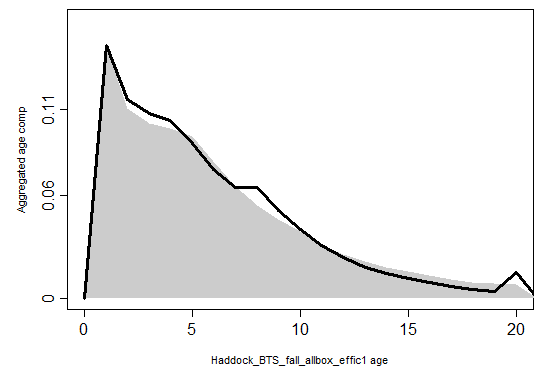 Aggregated age comp
0.11
0.06
0
0 5 10 15 20
Haddock_BTS_fall_allbox_effic1 age